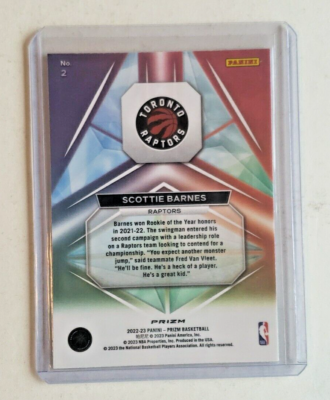 No.
2
PANINI
TORONTO
RAPTORS
SCOTTIE BARNES
RAPTORS
Barnes won Rookie of the Year honors
in 2021-22. The swingman entered his
second campaign with a leadership role
on a Raptors team looking to contend for a
championship. "You expect another monster
jump," said teammate Fred Van Vleet.
"He'll be fine. He's a heck of a player.
He's a great kid."
PRIZM
2022-23 PANINI - PRIZM BASKETBALL
© 2023 Panini America, Inc.
© 2023 NBA Properties, Inc. Produced in the USA.
© 2023 the National Basketball Players Association. All rights reserved.